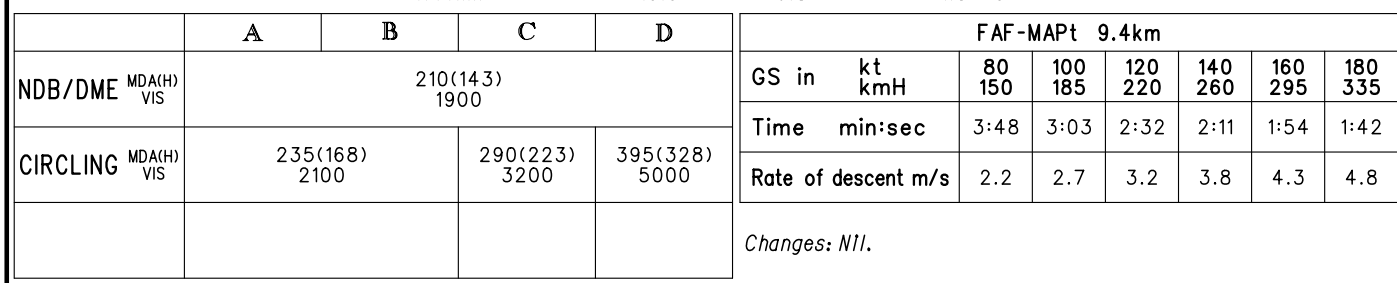 A B C D
NDB/DME MDA(H) VIS
210(143)
1900
CIRCLING MDA(H) VIS
235(168)
2100
290(223)
3200
395(328)
5000
FAF-MAPt 9.4km
GS in kt kmH
80 100 120 140 160 180
150 185 220 260 295 335
Time min:sec 3:48 3:03 2:32 2:11 1:54 1:42
Rate of descent m/s 2.2 2.7 3.2 3.8 4.3 4.8
Changes: Nil.